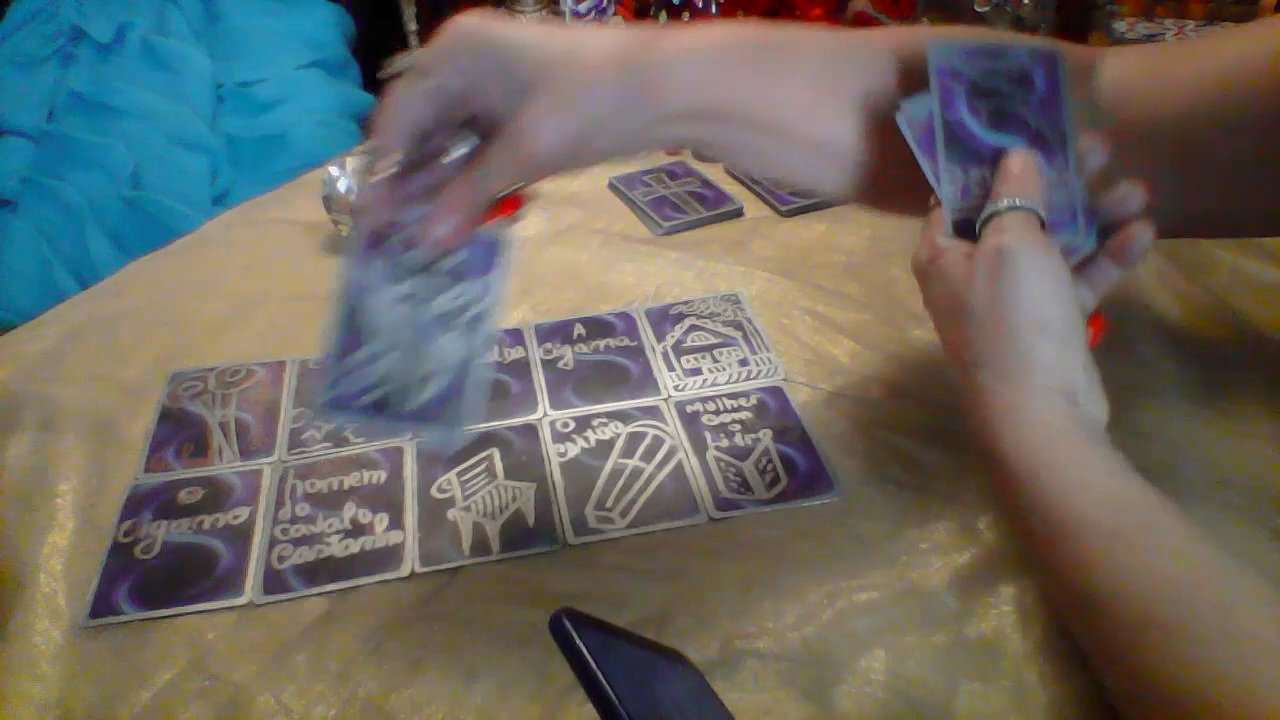 A
Cigana
O
caixão
Mulher
com
o
Livro
O
Cigano
homem
do
cavalo
Castanho